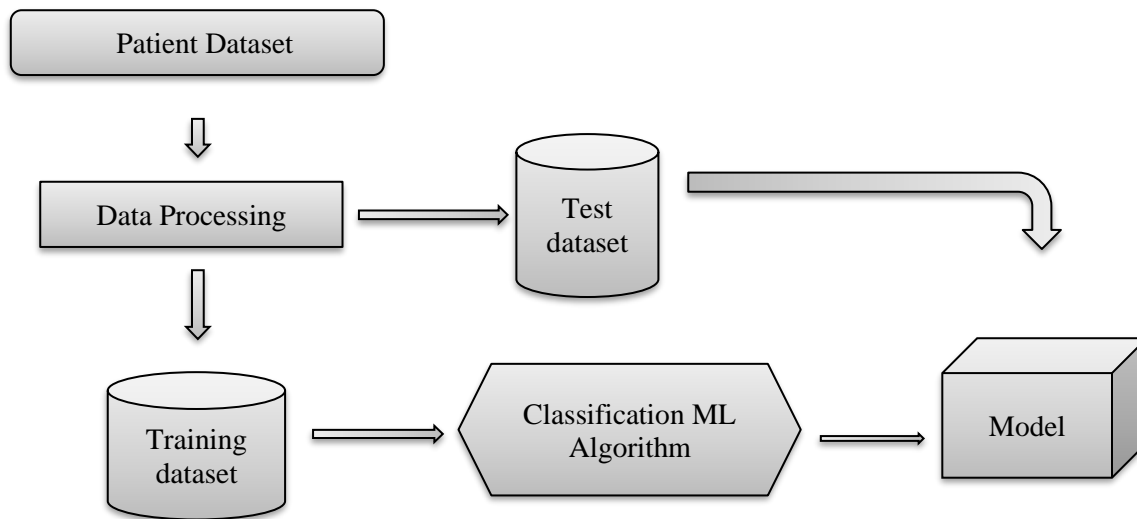 Patient Dataset
Data Processing
Test
dataset
Training
dataset
Classification ML
Algorithm
Model